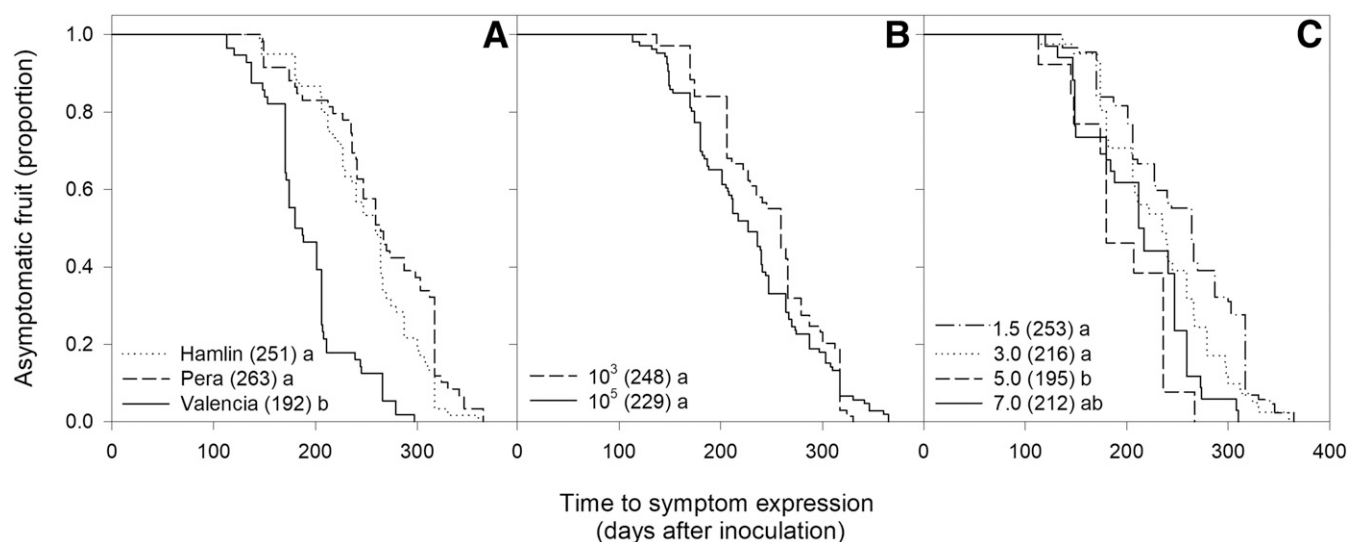 Asymptomatic fruit (proportion)
1.0
0.8
0.6
0.4
0.2
0.0
A
Hamlin (251) a
Pera (263) a
Valencia (192) b
0 100 200 300
B
10³ (248) a
10⁵ (229) a
0 100 200 300
C
1.5 (253) a
3.0 (216) a
5.0 (195) b
7.0 (212) ab
0 100 200 300 400
Time to symptom expression
(days after inoculation)